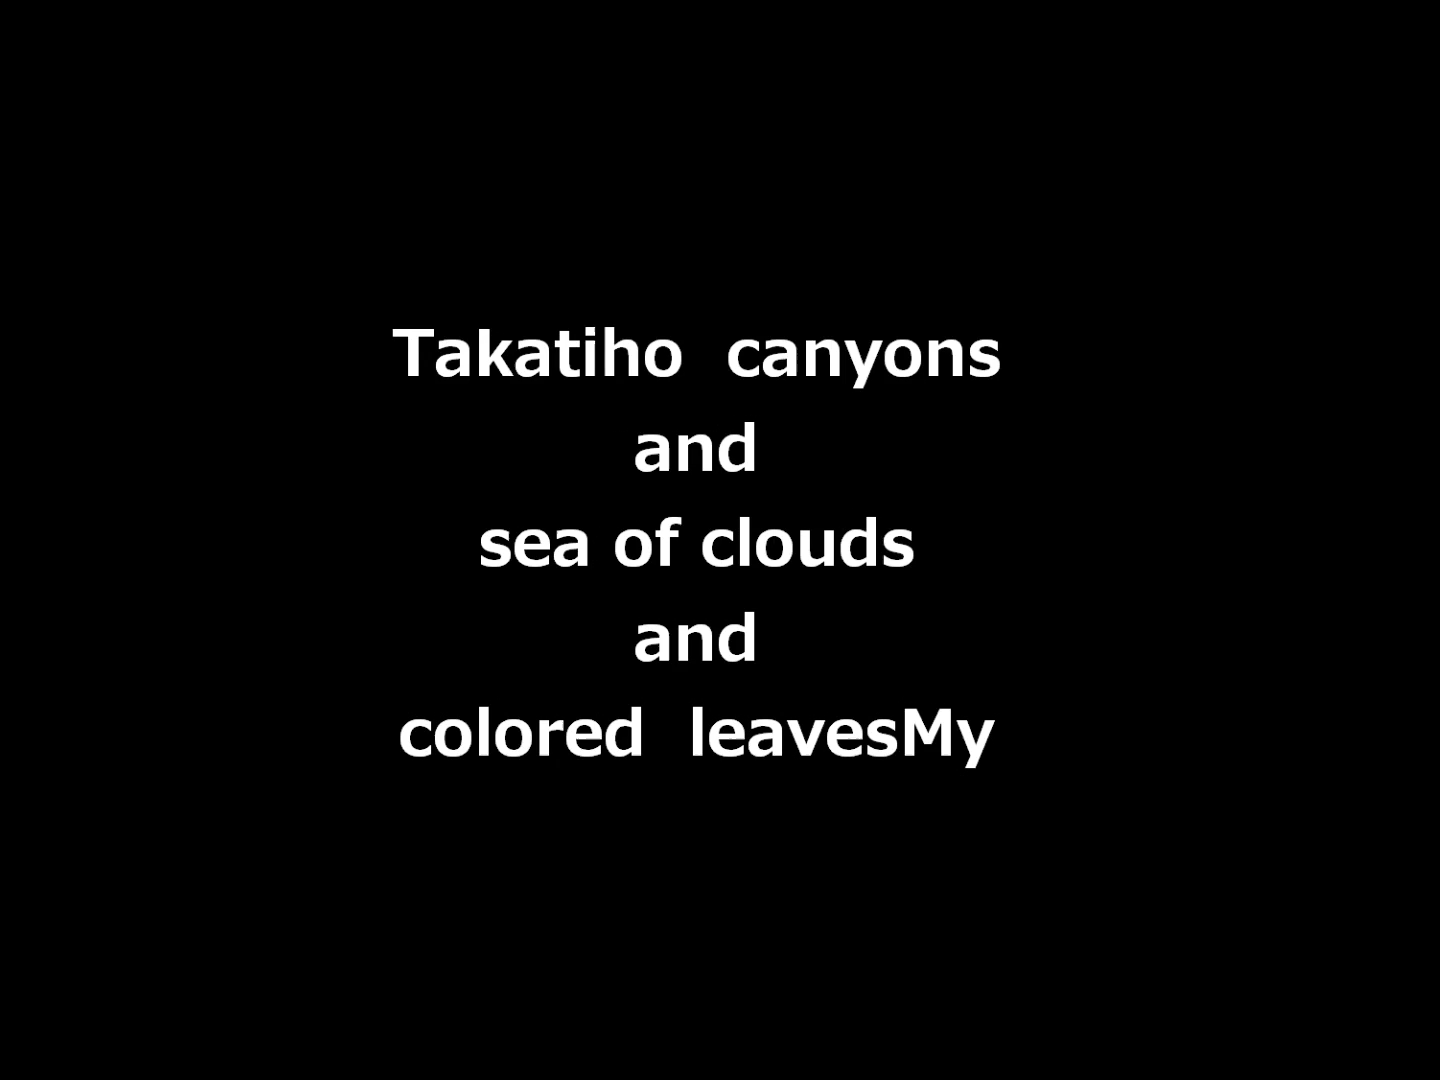 Takatiho  canyons
and
sea of clouds
and
colored  leavesMy